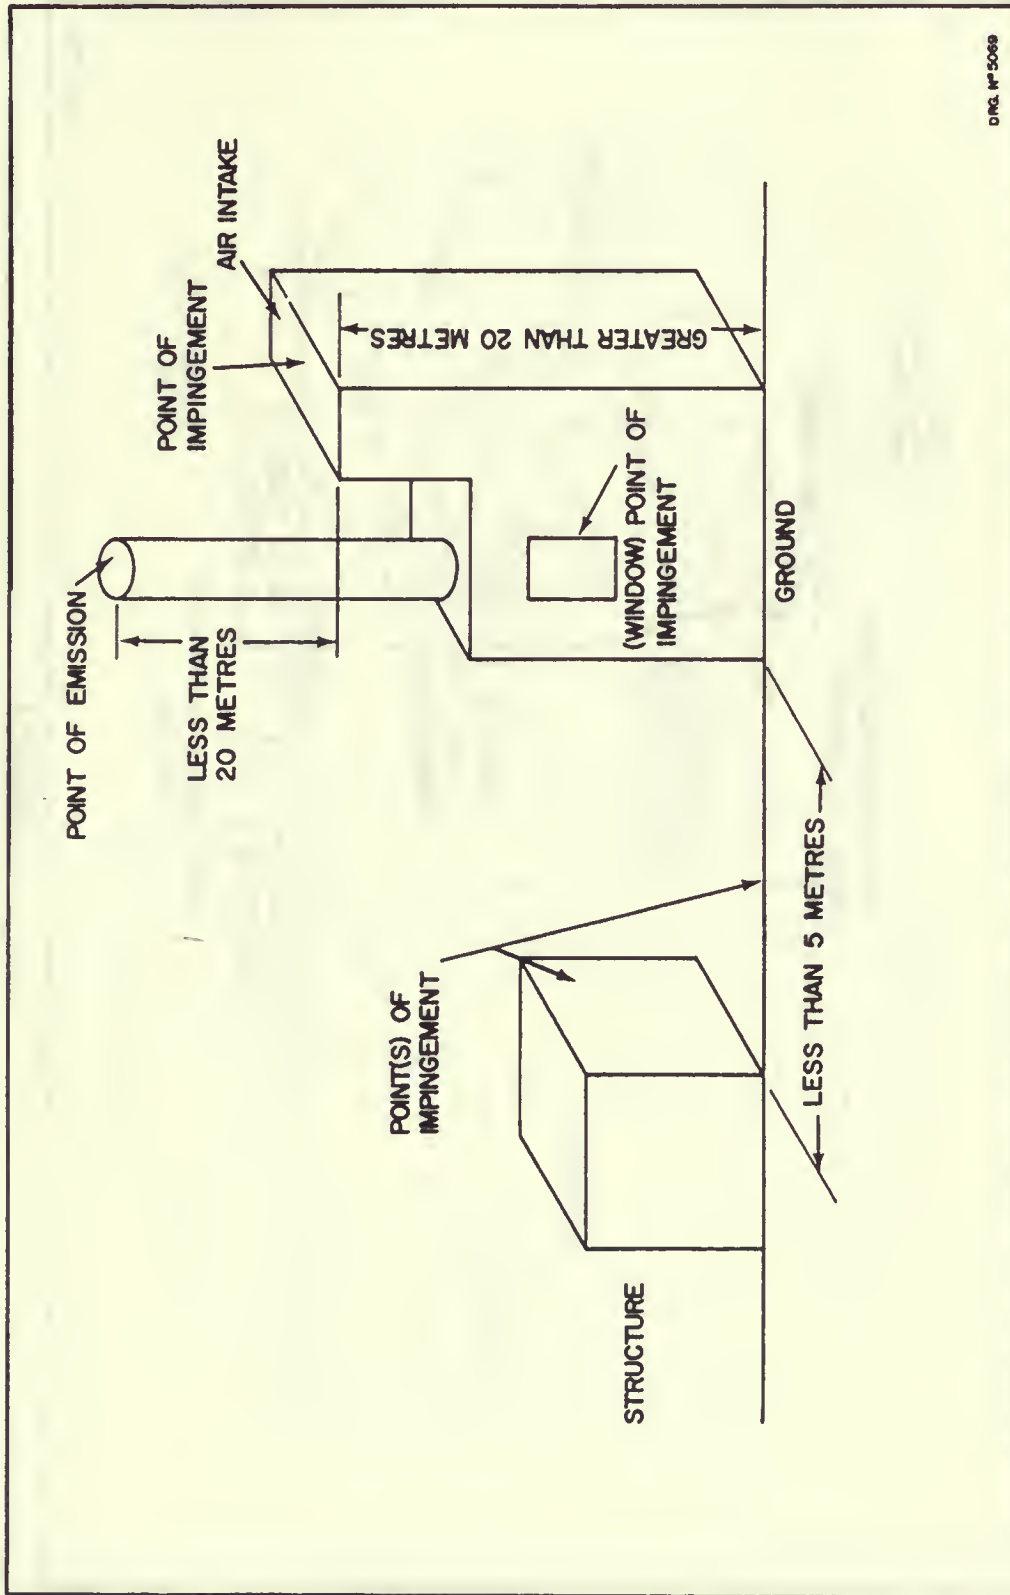 POINT OF EMISSION
LESS THAN
20 METRES
POINT OF
IMPINGEMENT
AIR INTAKE
GREATER THAN 20 METRES
(WINDOW) POINT OF
IMPINGEMENT
POINT(S) OF
IMPINGEMENT
STRUCTURE
GROUND
LESS THAN 5 METRES
DRG. Nº 5069